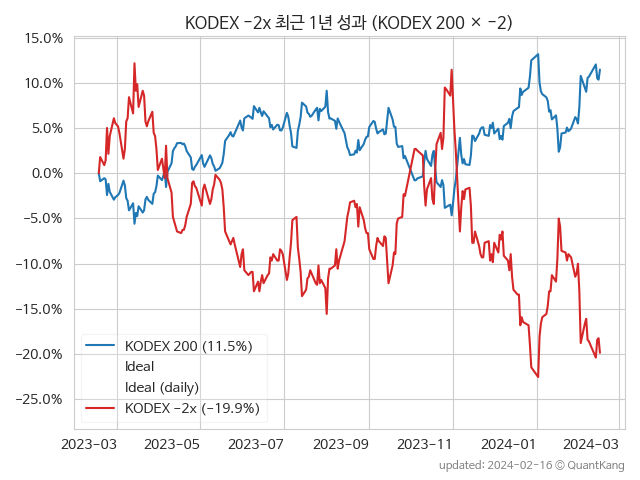 KODEX -2x 최근 1년 성과 (KODEX 200 × -2)
15.0%
10.0%
5.0%
0.0%
-5.0%
-10.0%
-15.0%
-20.0%
-25.0%
KODEX 200 (11.5%)
Ideal
Ideal (daily)
KODEX -2x (-19.9%)
2023-03 2023-05 2023-07 2023-09 2023-11 2024-01 2024-03
updated: 2024-02-16 © QuantKang